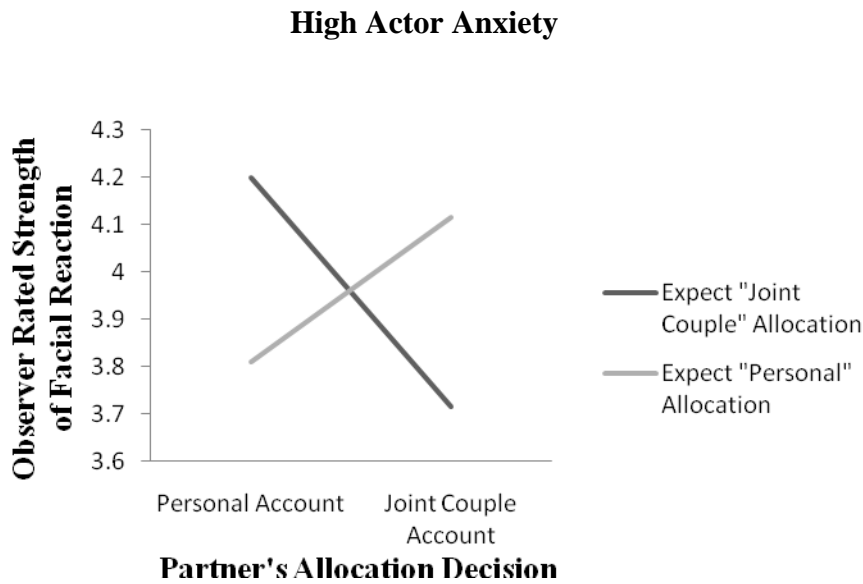 High Actor Anxiety
Observer Rated Strength
of Facial Reaction
4.3
4.2
4.1
4
3.9
3.8
3.7
3.6
Personal Account
Joint Couple
Account
Partner's Allocation Decision
Expect "Joint
Couple" Allocation
Expect "Personal"
Allocation